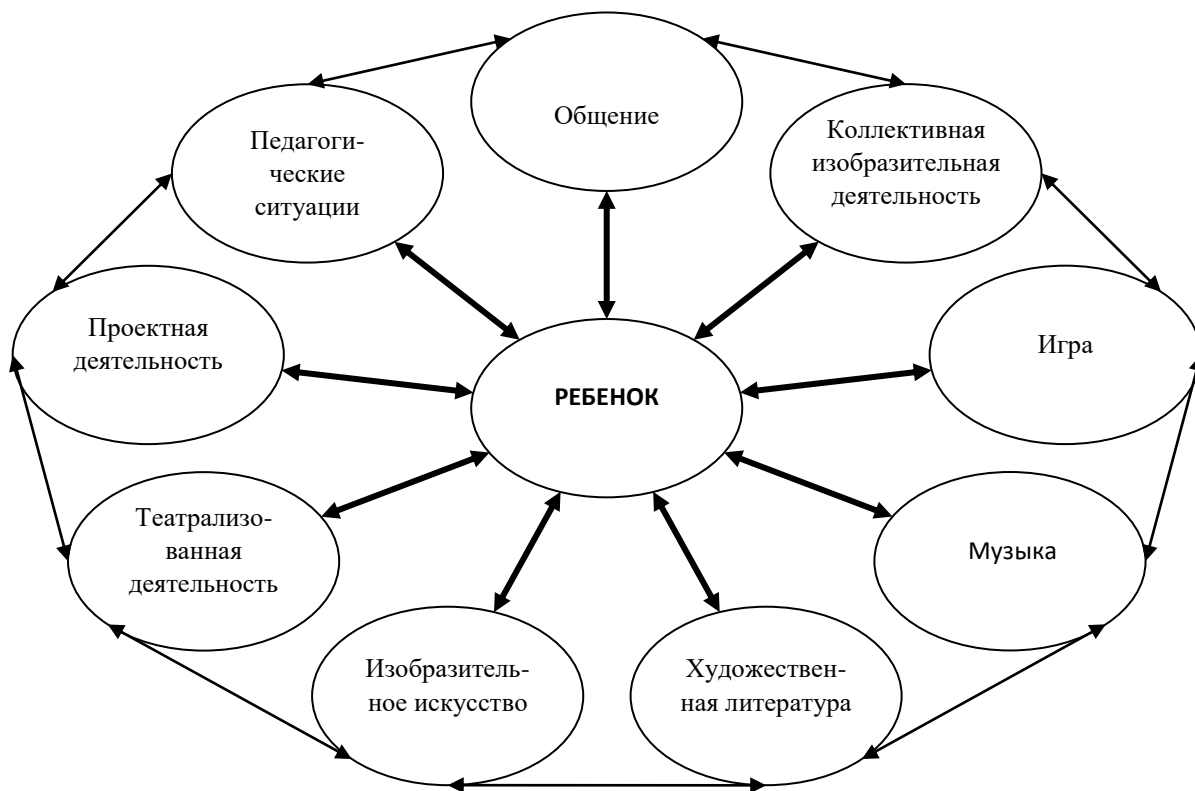 Общение
Педагоги-
ческие
ситуации
Коллективная
изобразительная
деятельность
Проектная
деятельность
Игра
РЕБЕНОК
Театрализо-
ванная
деятельность
Музыка
Изобразитель-
ное искусство
Художествен-
ная литература